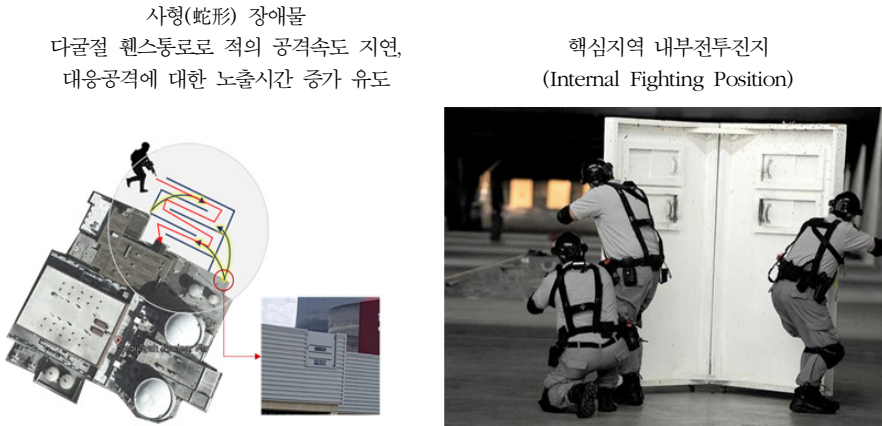 사형(蛇形) 장애물
다굴절 휀스통로로 적의 공격속도 지연,
대응공격에 대한 노출시간 증가 유도
핵심지역 내부전투진지
(Internal Fighting Position)